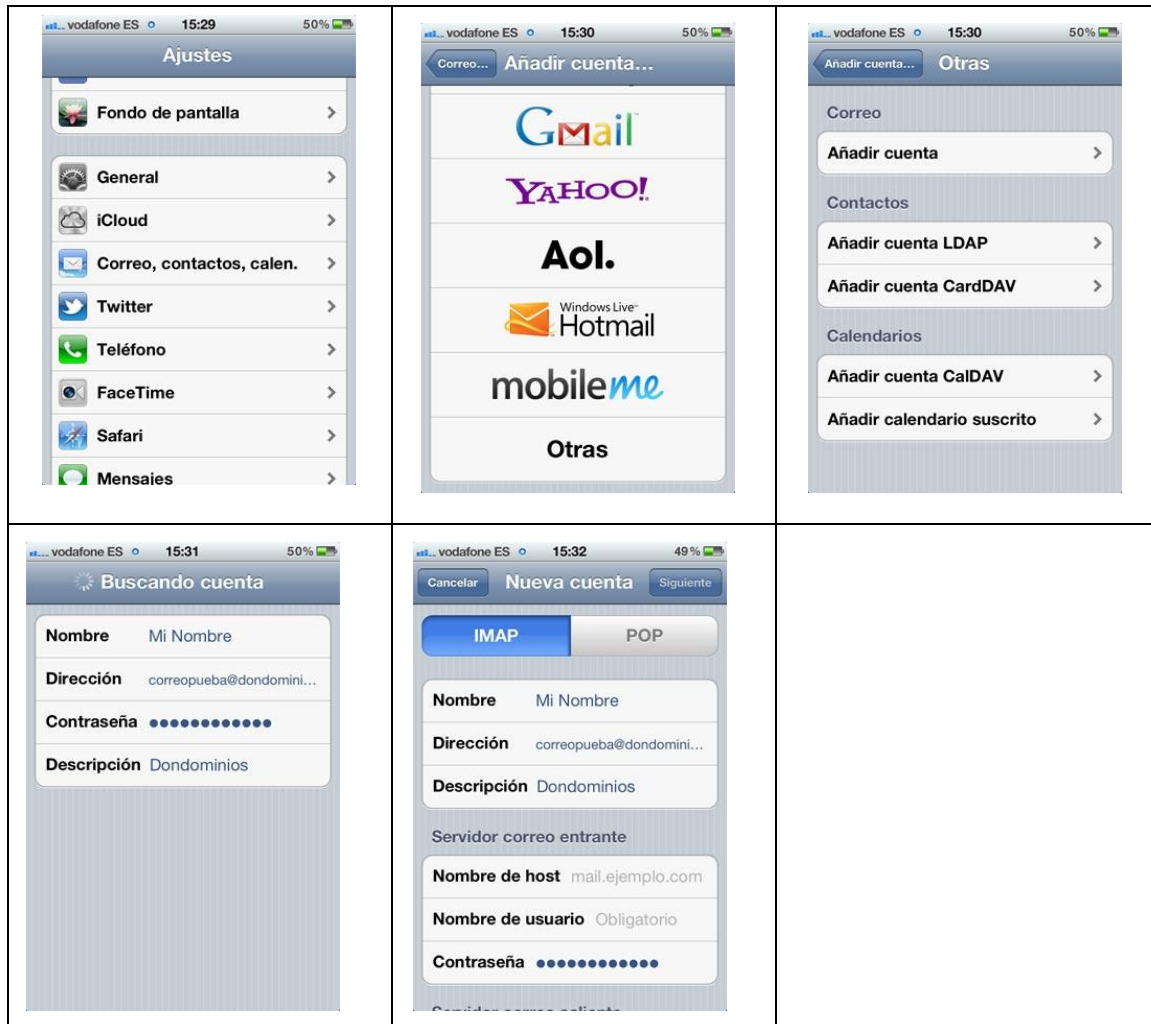 vodafone ES 15:29 50%
Ajustes
Fondo de pantalla
General
iCloud
Correo, contactos, calen.
Twitter
Teléfono
FaceTime
Safari
Mensajes
vodafone ES 15:30 50%
Correo... Añadir cuenta...
Gmail
YAHOO!
Aol.
Windows Live
Hotmail
mobileme
Otras
vodafone ES 15:30 50%
Añadir cuenta... Otras
Correo
Añadir cuenta
Contactos
Añadir cuenta LDAP
Añadir cuenta CardDAV
Calendarios
Añadir cuenta CalDAV
Añadir calendario suscrito
vodafone ES 15:31 50%
Buscando cuenta
Nombre Mi Nombre
Dirección correopueba@dondomini...
Contraseña ●●●●●●●●●●●●
Descripción Dondominios
vodafone ES 15:32 49%
Cancelar Nueva cuenta Siguiente
IMAP POP
Nombre Mi Nombre
Dirección correopueba@dondomini...
Descripción Dondominios
Servidor correo entrante
Nombre de host mail.ejemplo.com
Nombre de usuario Obligatorio
Contraseña ●●●●●●●●●●●●
Servidor correo saliente